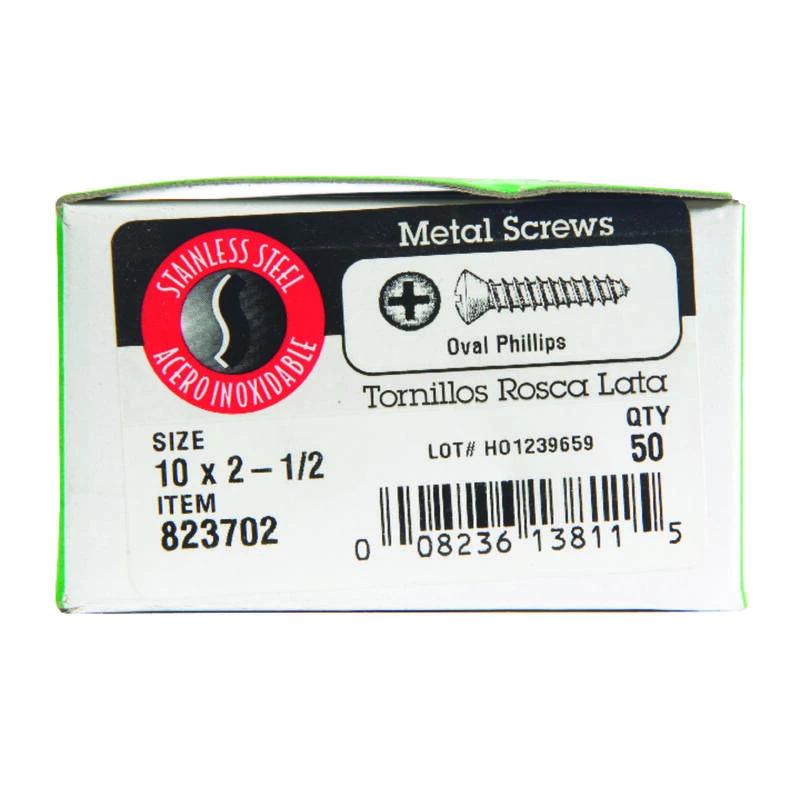 STAINLESS STEEL
ACERO INOXIDABLE
Metal Screws
Oval Phillips
Tornillos Rosca Lata
SIZE
10 x 2 – 1/2
ITEM
823702
LOT# HO1239659
QTY
50
0 08236 13811 5